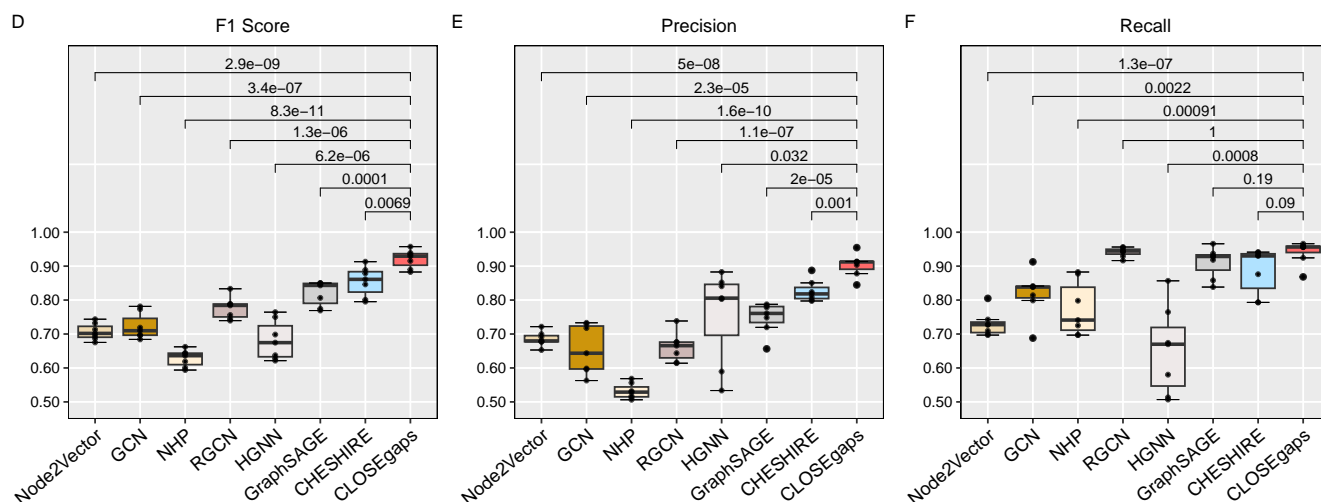 D
F1 Score
2.9e−09
3.4e−07
8.3e−11
1.3e−06
6.2e−06
0.0001
0.0069
1.00
0.90
0.80
0.70
0.60
0.50
Node2Vector
GCN
NHP
RGCN
HGNN
GraphSAGE
CHESHIRE
CLOSEgaps
E
Precision
5e−08
2.3e−05
1.6e−10
1.1e−07
0.032
2e−05
0.001
1.00
0.90
0.80
0.70
0.60
0.50
Node2Vector
GCN
NHP
RGCN
HGNN
GraphSAGE
CHESHIRE
CLOSEgaps
F
Recall
1.3e−07
0.0022
0.00091
1
0.0008
0.19
0.09
1.00
0.90
0.80
0.70
0.60
0.50
Node2Vector
GCN
NHP
RGCN
HGNN
GraphSAGE
CHESHIRE
CLOSEgaps